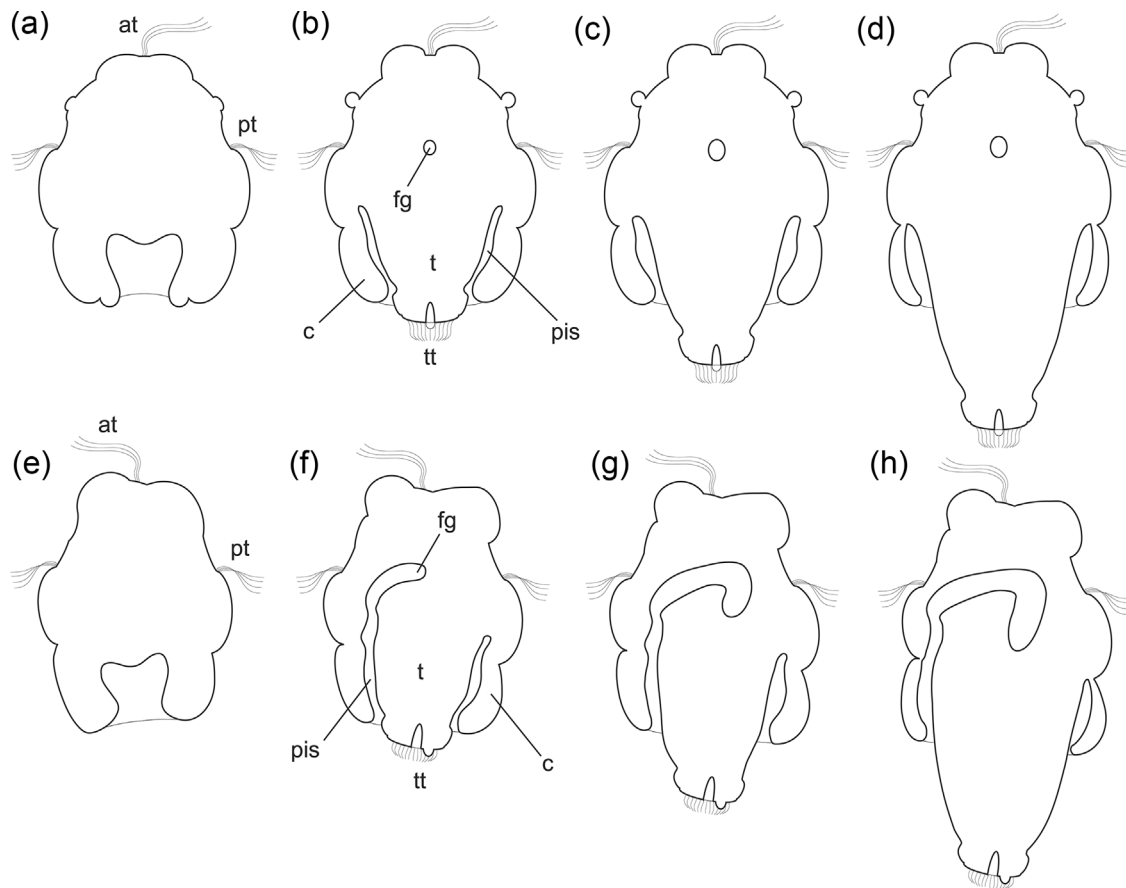 (a) at (b) (c) (d)
pt
fg
t
c pis
tt
at
(e) (f) (g) (h)
fg
pt
t
pis c
tt